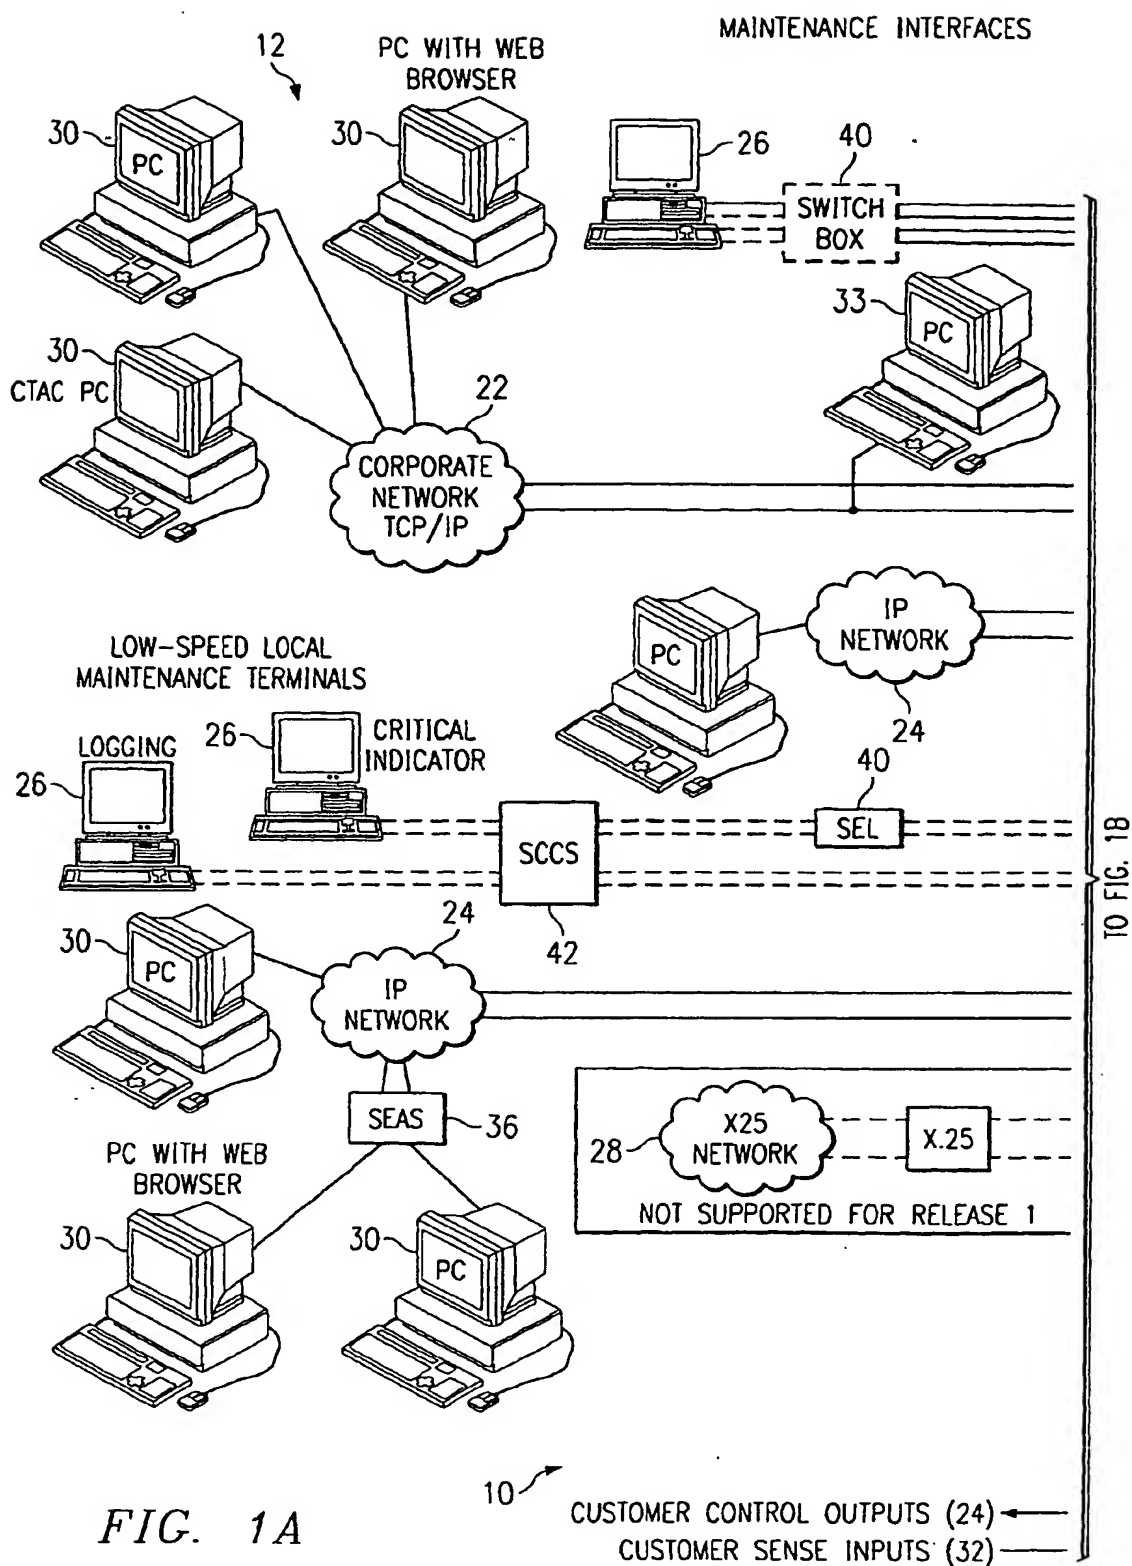 MAINTENANCE INTERFACES
12
PC WITH WEB
BROWSER
30
PC
30
26
40
SWITCH
BOX
33
PC
30
CTAC PC
22
CORPORATE
NETWORK
TCP/IP
IP
NETWORK
24
PC
LOW-SPEED LOCAL
MAINTENANCE TERMINALS
26
CRITICAL
INDICATOR
LOGGING
26
40
SEL
SCCS
42
TO FIG. 1B
30
PC
24
IP
NETWORK
SEAS
36
28
X25
NETWORK
X.25
NOT SUPPORTED FOR RELEASE 1
PC WITH WEB
BROWSER
30
30
PC
10
FIG. 1A
CUSTOMER CONTROL OUTPUTS (24)
CUSTOMER SENSE INPUTS (32)